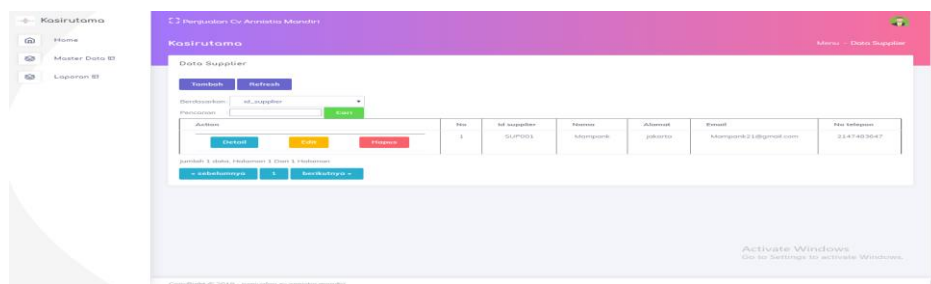 Kasirutama
Penjualan Cv Annistia Mandiri
Home
Kasirutama
Menu - Data Supplier
Master Data
Data Supplier
Laporan
Tambah Refresh
Berdasarkan id_supplier
Pencarian Cari
Action No Id supplier Nama Alamat Email No telepon
Detail Edit Hapus 1 SUP001 Mampank jakarta Mampank21@gmail.com 2147483647
jumlah 1 data, Halaman 1 Dari 1 Halaman
« sebelumnya 1 berikutnya »
Activate Windows
Go to Settings to activate Windows.